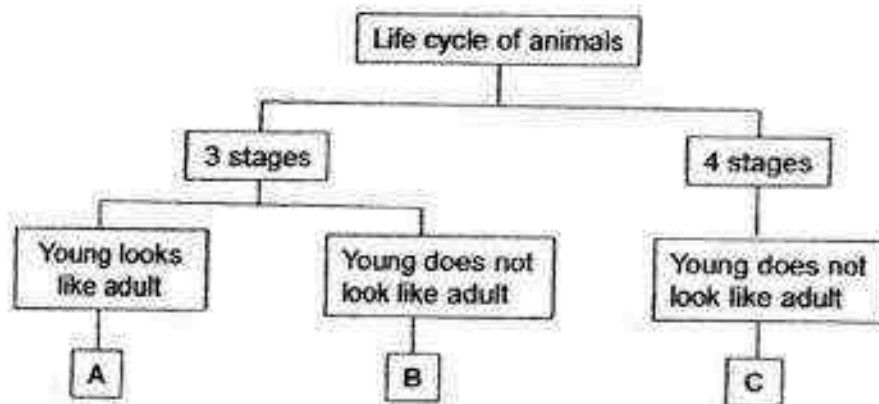 Life cycle of animals
3 stages
4 stages
Young looks
like adult
Young does not
look like adult
Young does not
look like adult
A
B
C